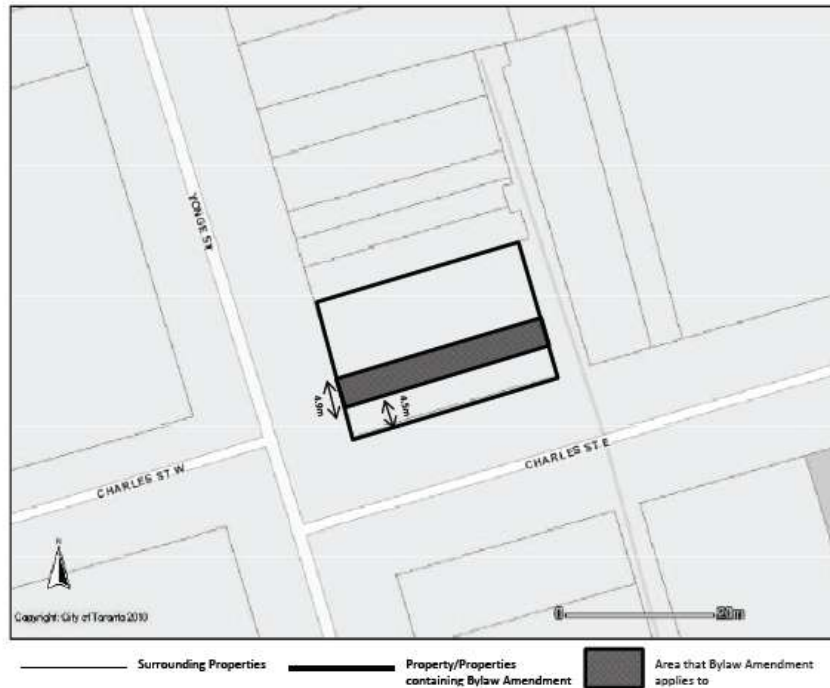 YONGE ST
4.9m
4.5m
CHARLES ST E
CHARLES ST W
N
Copyright: City of Toronto 2010
0 20m
Surrounding Properties
Property/Properties
containing Bylaw Amendment
Area that Bylaw Amendment
applies to